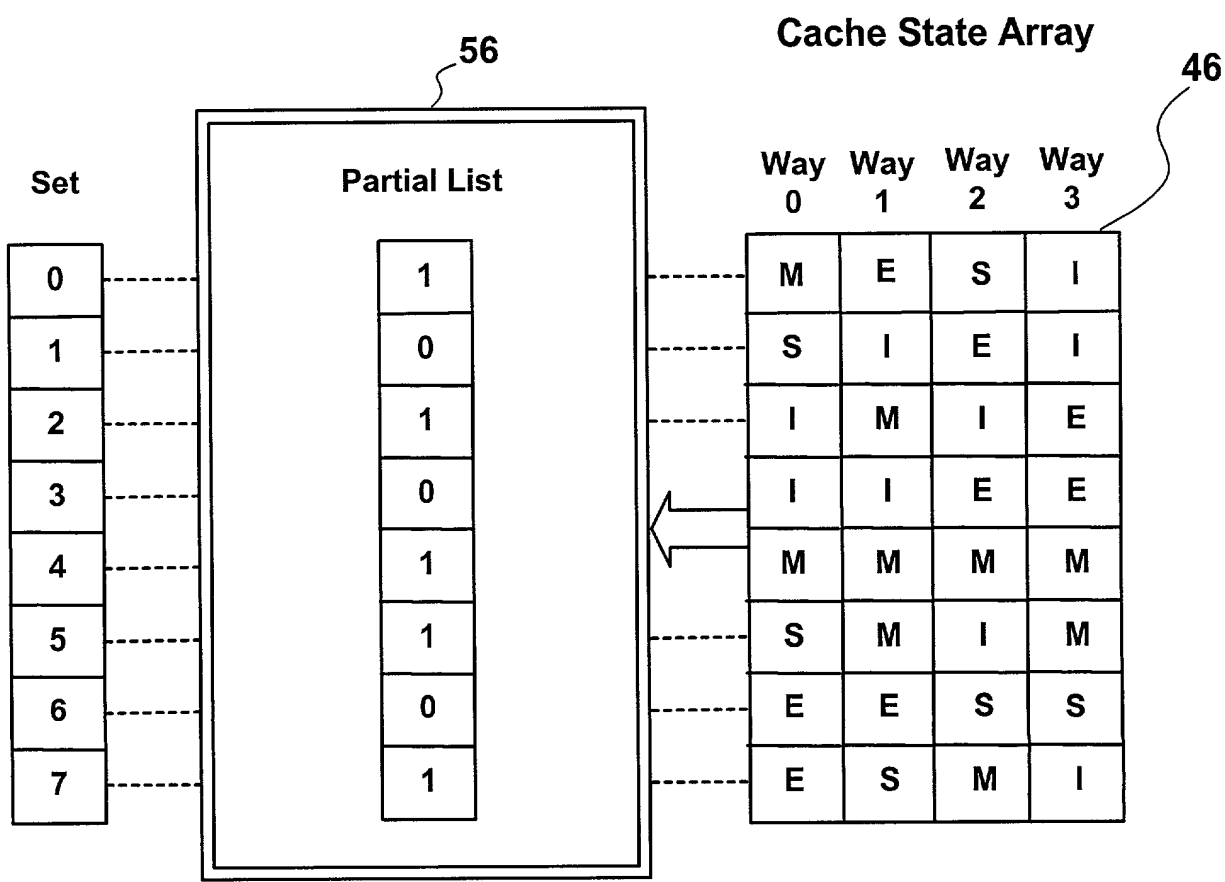 Cache State Array
56
46
Set
Partial List
Way 0 Way 1 Way 2 Way 3
0 1 M E S I
1 0 S I E I
2 1 I M I E
3 0 I I E E
4 1 M M M M
5 1 S M I M
6 0 E E S S
7 1 E S M I